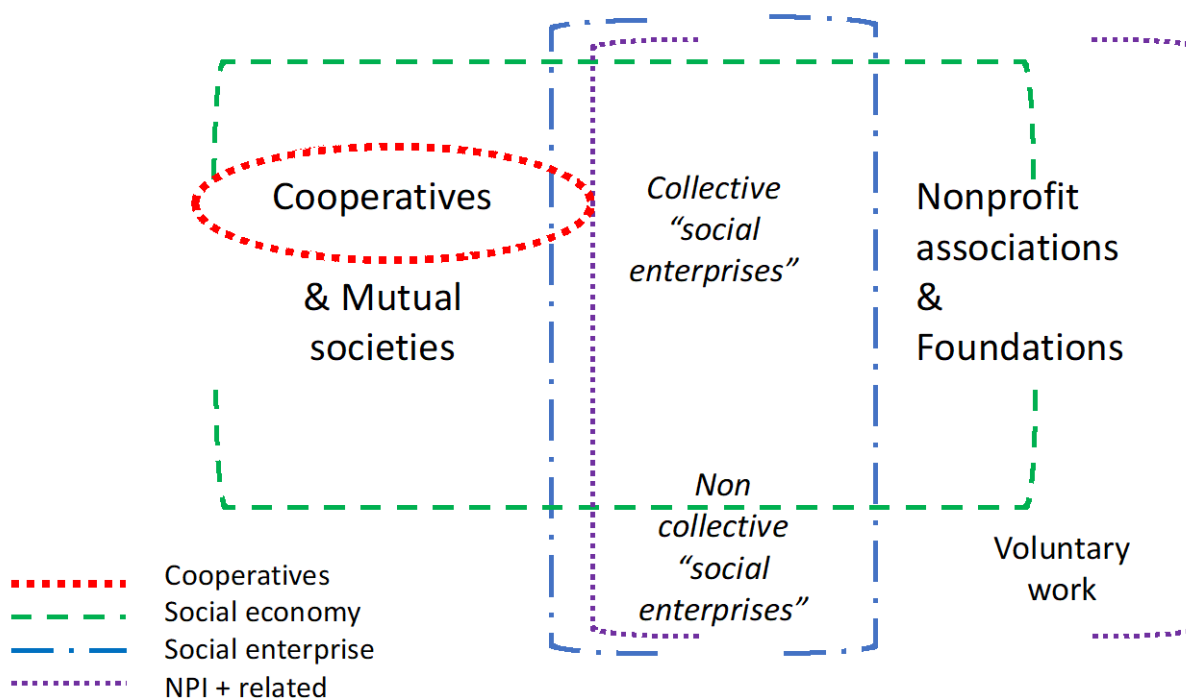 Cooperatives
& Mutual
societies
Collective
“social
enterprises”
Nonprofit
associations
&
Foundations
Non
collective
“social
enterprises”
Voluntary
work
Cooperatives
Social economy
Social enterprise
NPI + related